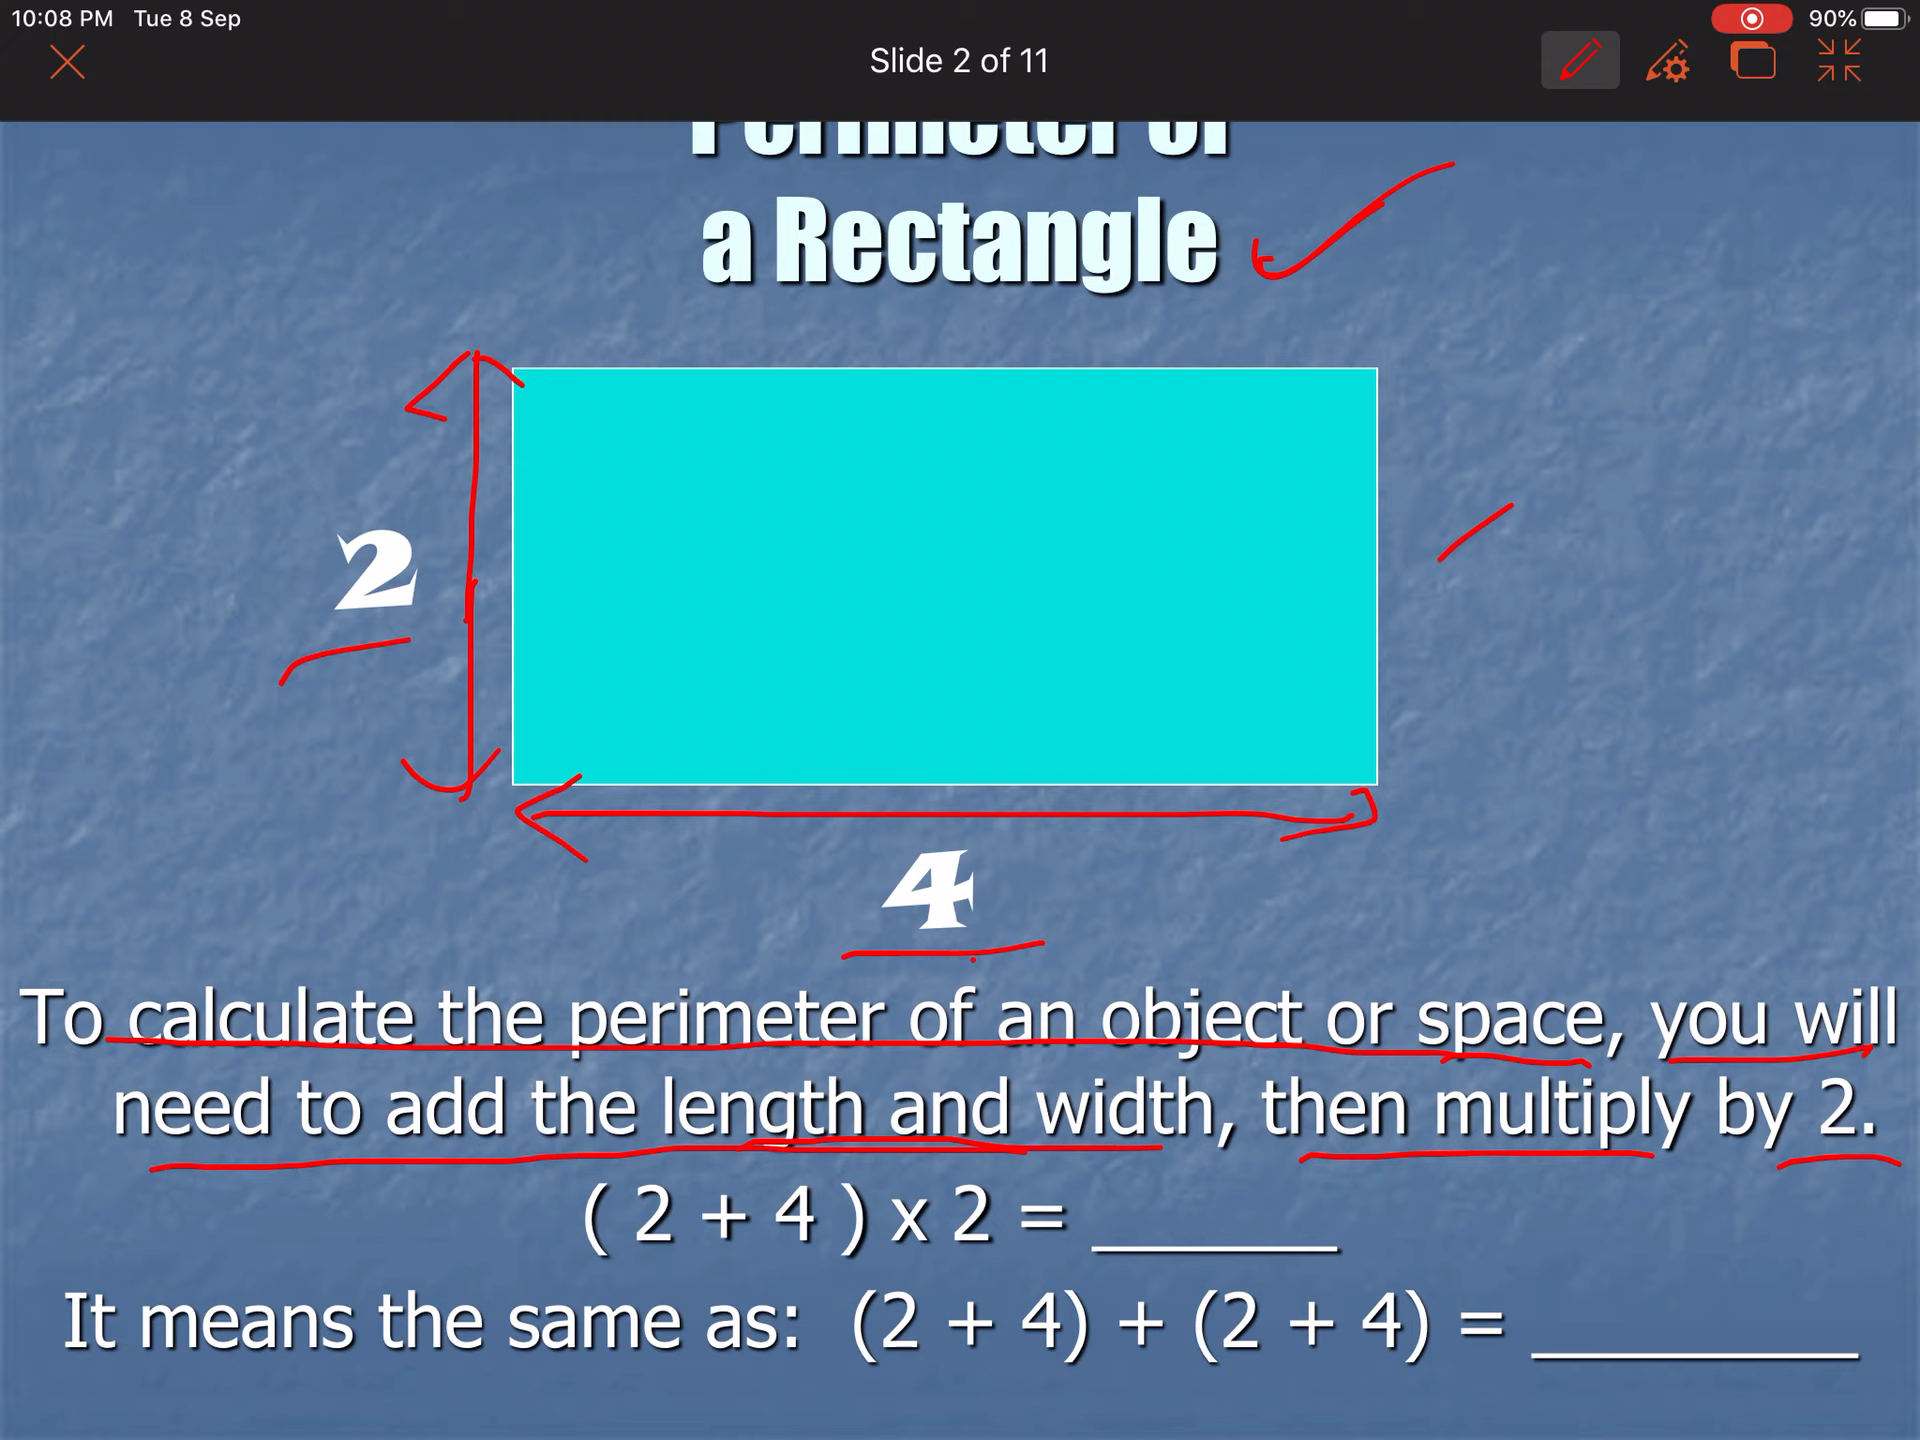 10:08 PM Tue 8 Sep
90%
Slide 2 of 11
Perimeter of
a Rectangle
2
4
To calculate the perimeter of an object or space, you will
need to add the length and width, then multiply by 2.
( 2 + 4 ) x 2 = ______
It means the same as: (2 + 4) + (2 + 4) = ________